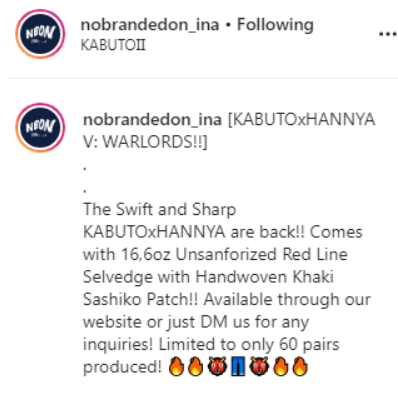 nobrandedon_ina • Following
KABUTOII
NBDN
NBDN
nobrandedon_ina [KABUTOxHANNYA
V: WARLORDS!!]
.
.
The Swift and Sharp
KABUTOxHANNYA are back!! Comes
with 16,6oz Unsanforized Red Line
Selvedge with Handwoven Khaki
Sashiko Patch!! Available through our
website or just DM us for any
inquiries! Limited to only 60 pairs
produced! 🔥🔥👹👖👹🔥🔥